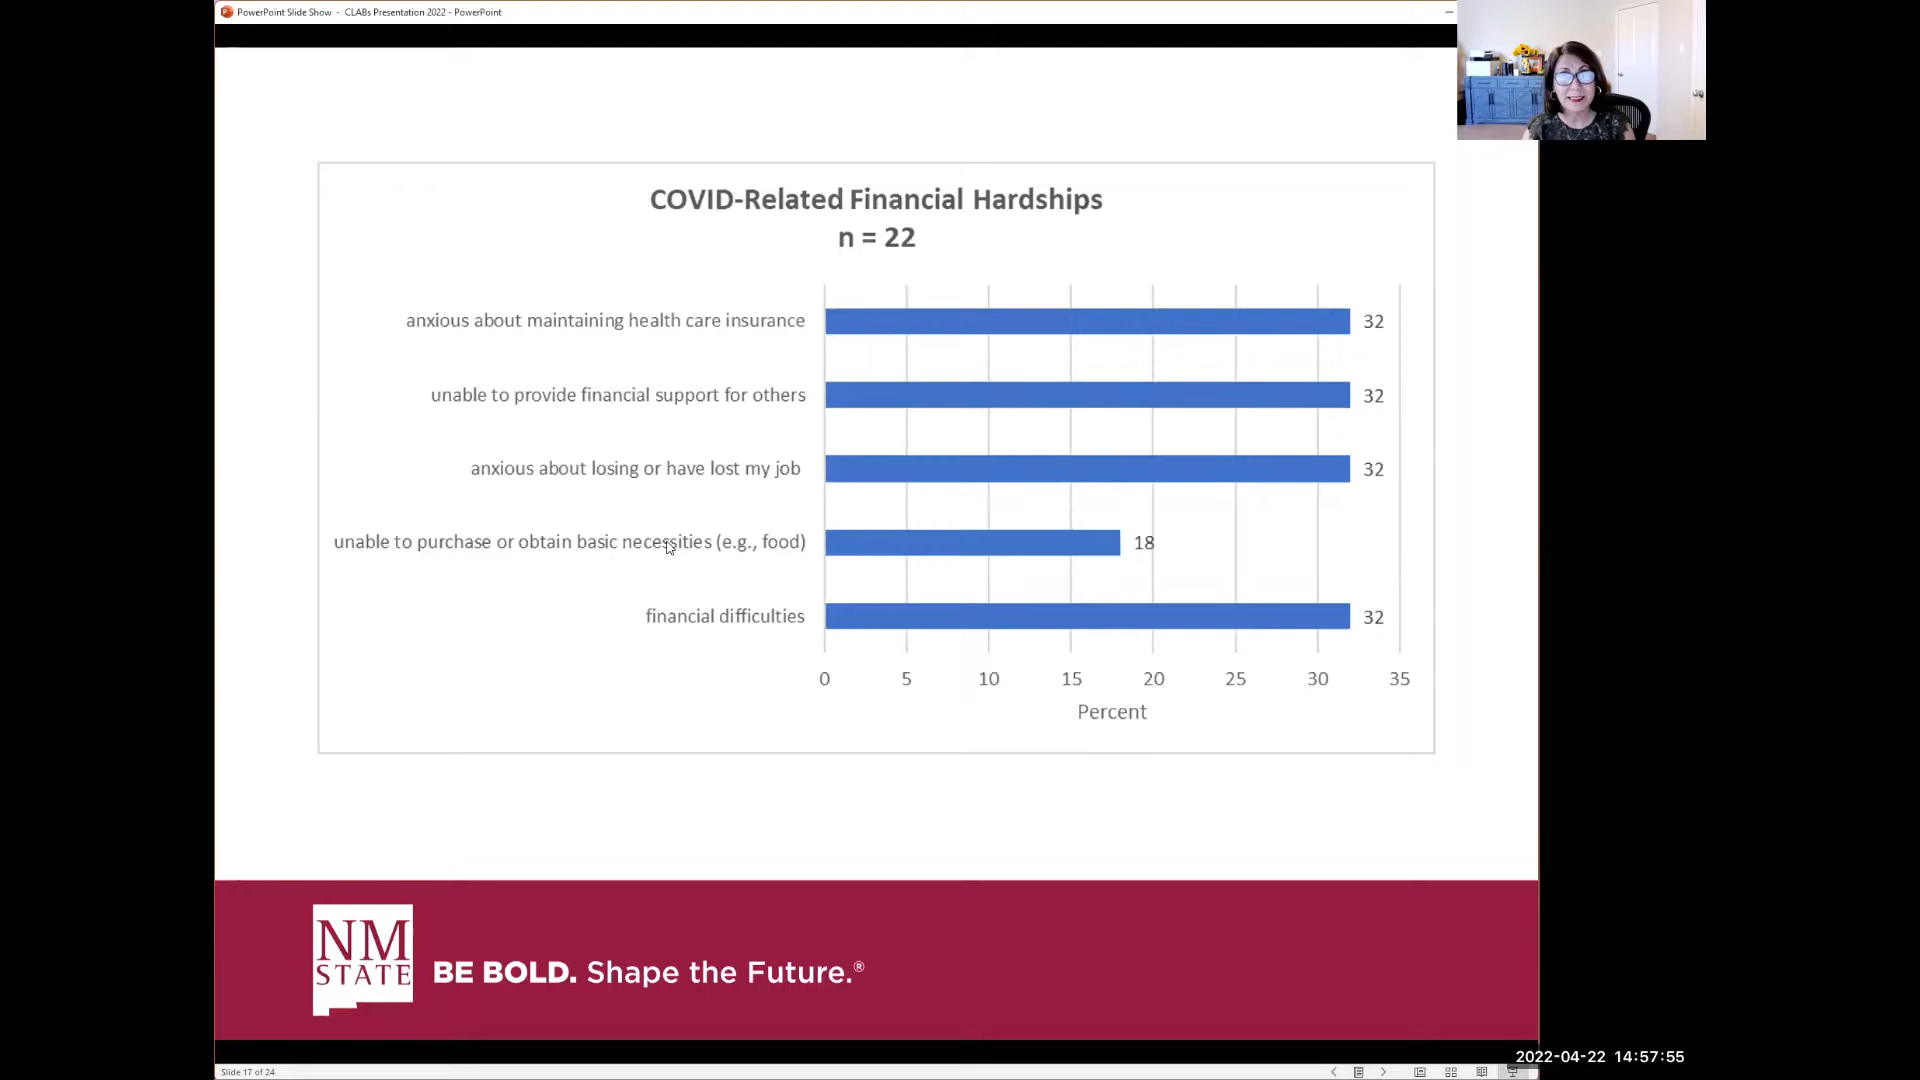 PowerPoint Slide Show - CLABs Presentation 2022 - PowerPoint
COVID-Related Financial Hardships
n = 22
anxious about maintaining health care insurance
32
unable to provide financial support for others
32
anxious about losing or have lost my job
32
unable to purchase or obtain basic necessities (e.g., food)
18
financial difficulties
32
0 5 10 15 20 25 30 35
Percent
NM
STATE
BE BOLD. Shape the Future.®
2022-04-22 14:57:55
Slide 17 of 24